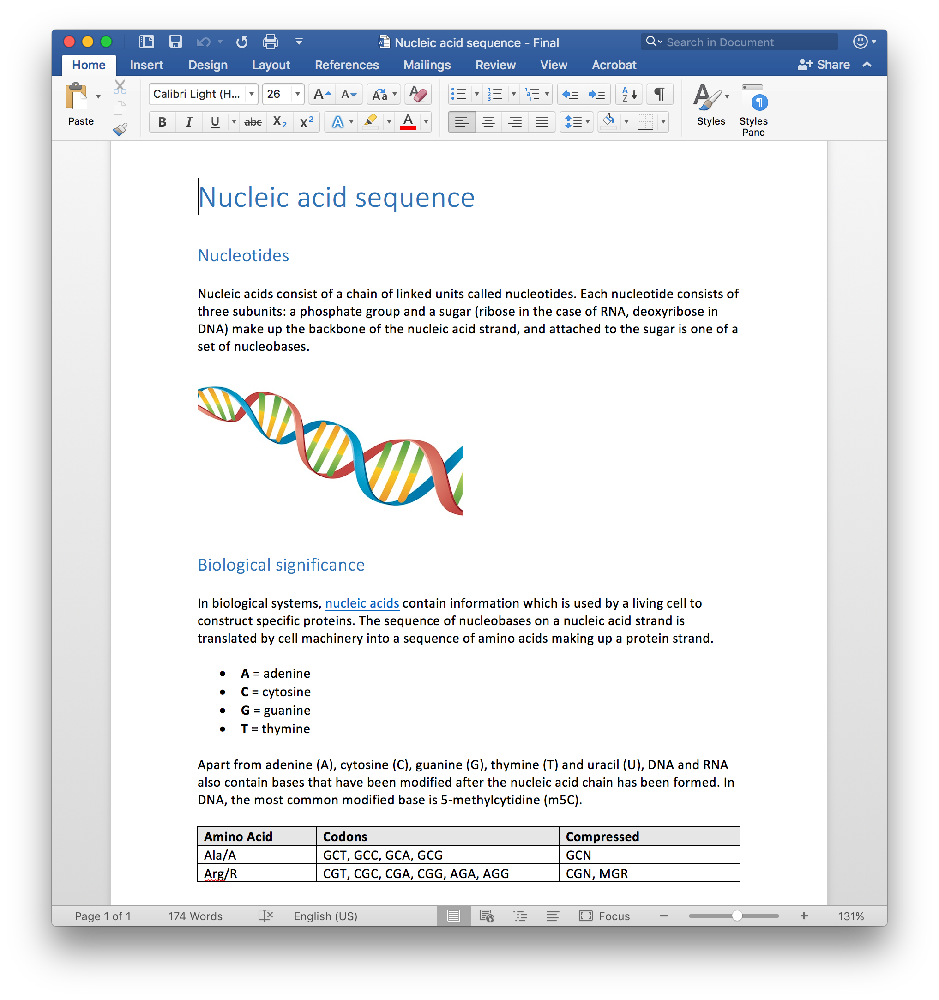 Nucleic acid sequence - Final
Search in Document
Home Insert Design Layout References Mailings Review View Acrobat Share
Paste
Calibri Light (H... 26
Styles
Styles
Pane
Nucleic acid sequence
Nucleotides
Nucleic acids consist of a chain of linked units called nucleotides. Each nucleotide consists of
three subunits: a phosphate group and a sugar (ribose in the case of RNA, deoxyribose in
DNA) make up the backbone of the nucleic acid strand, and attached to the sugar is one of a
set of nucleobases.
Biological significance
In biological systems, nucleic acids contain information which is used by a living cell to
construct specific proteins. The sequence of nucleobases on a nucleic acid strand is
translated by cell machinery into a sequence of amino acids making up a protein strand.
• A = adenine
• C = cytosine
• G = guanine
• T = thymine
Apart from adenine (A), cytosine (C), guanine (G), thymine (T) and uracil (U), DNA and RNA
also contain bases that have been modified after the nucleic acid chain has been formed. In
DNA, the most common modified base is 5-methylcytidine (m5C).
Amino Acid Codons Compressed
Ala/A GCT, GCC, GCA, GCG GCN
Arg/R CGT, CGC, CGA, CGG, AGA, AGG CGN, MGR
Page 1 of 1 174 Words English (US) Focus 131%